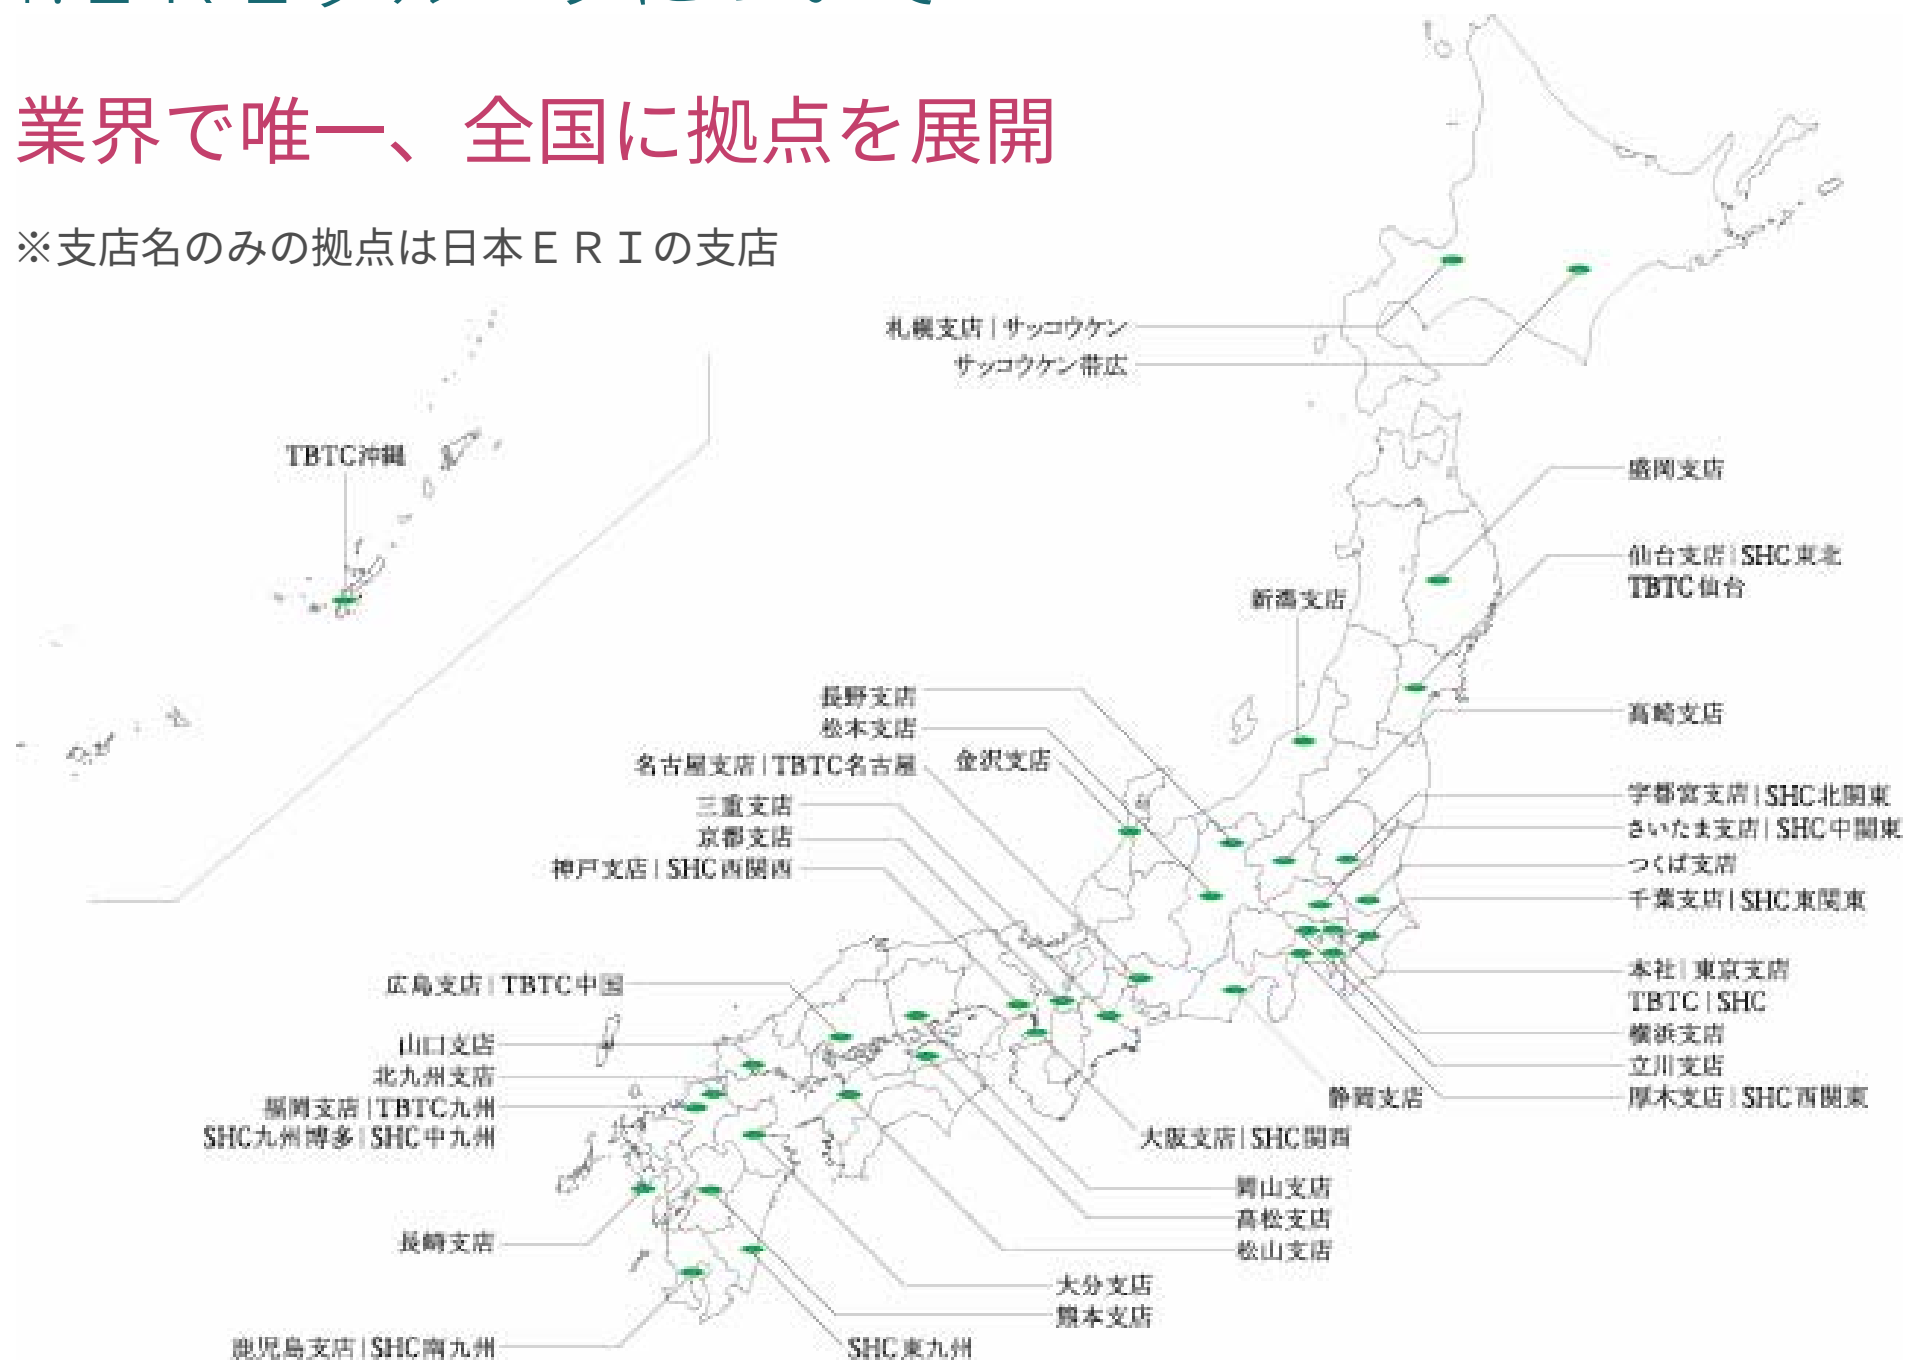 業界で唯一、全国に拠点を展開
※支店名のみの拠点は日本ＥＲＩの支店
札幌支店｜サッコウケン
サッコウケン帯広
TBTC沖縄
盛岡支店
仙台支店｜SHC東北
TBTC仙台
新潟支店
長野支店
松本支店
高崎支店
金沢支店
名古屋支店｜TBTC名古屋
宇都宮支店｜SHC北関東
三重支店
さいたま支店｜SHC中関東
京都支店
つくば支店
神戸支店｜SHC西関西
千葉支店｜SHC東関東
広島支店｜TBTC中国
本社｜東京支店
TBTC｜SHC
横浜支店
山口支店
立川支店
北九州支店
静岡支店
厚木支店｜SHC西関東
福岡支店｜TBTC九州
SHC九州博多｜SHC中九州
大阪支店｜SHC関西
岡山支店
高松支店
長崎支店
松山支店
大分支店
熊本支店
鹿児島支店｜SHC南九州
SHC東九州